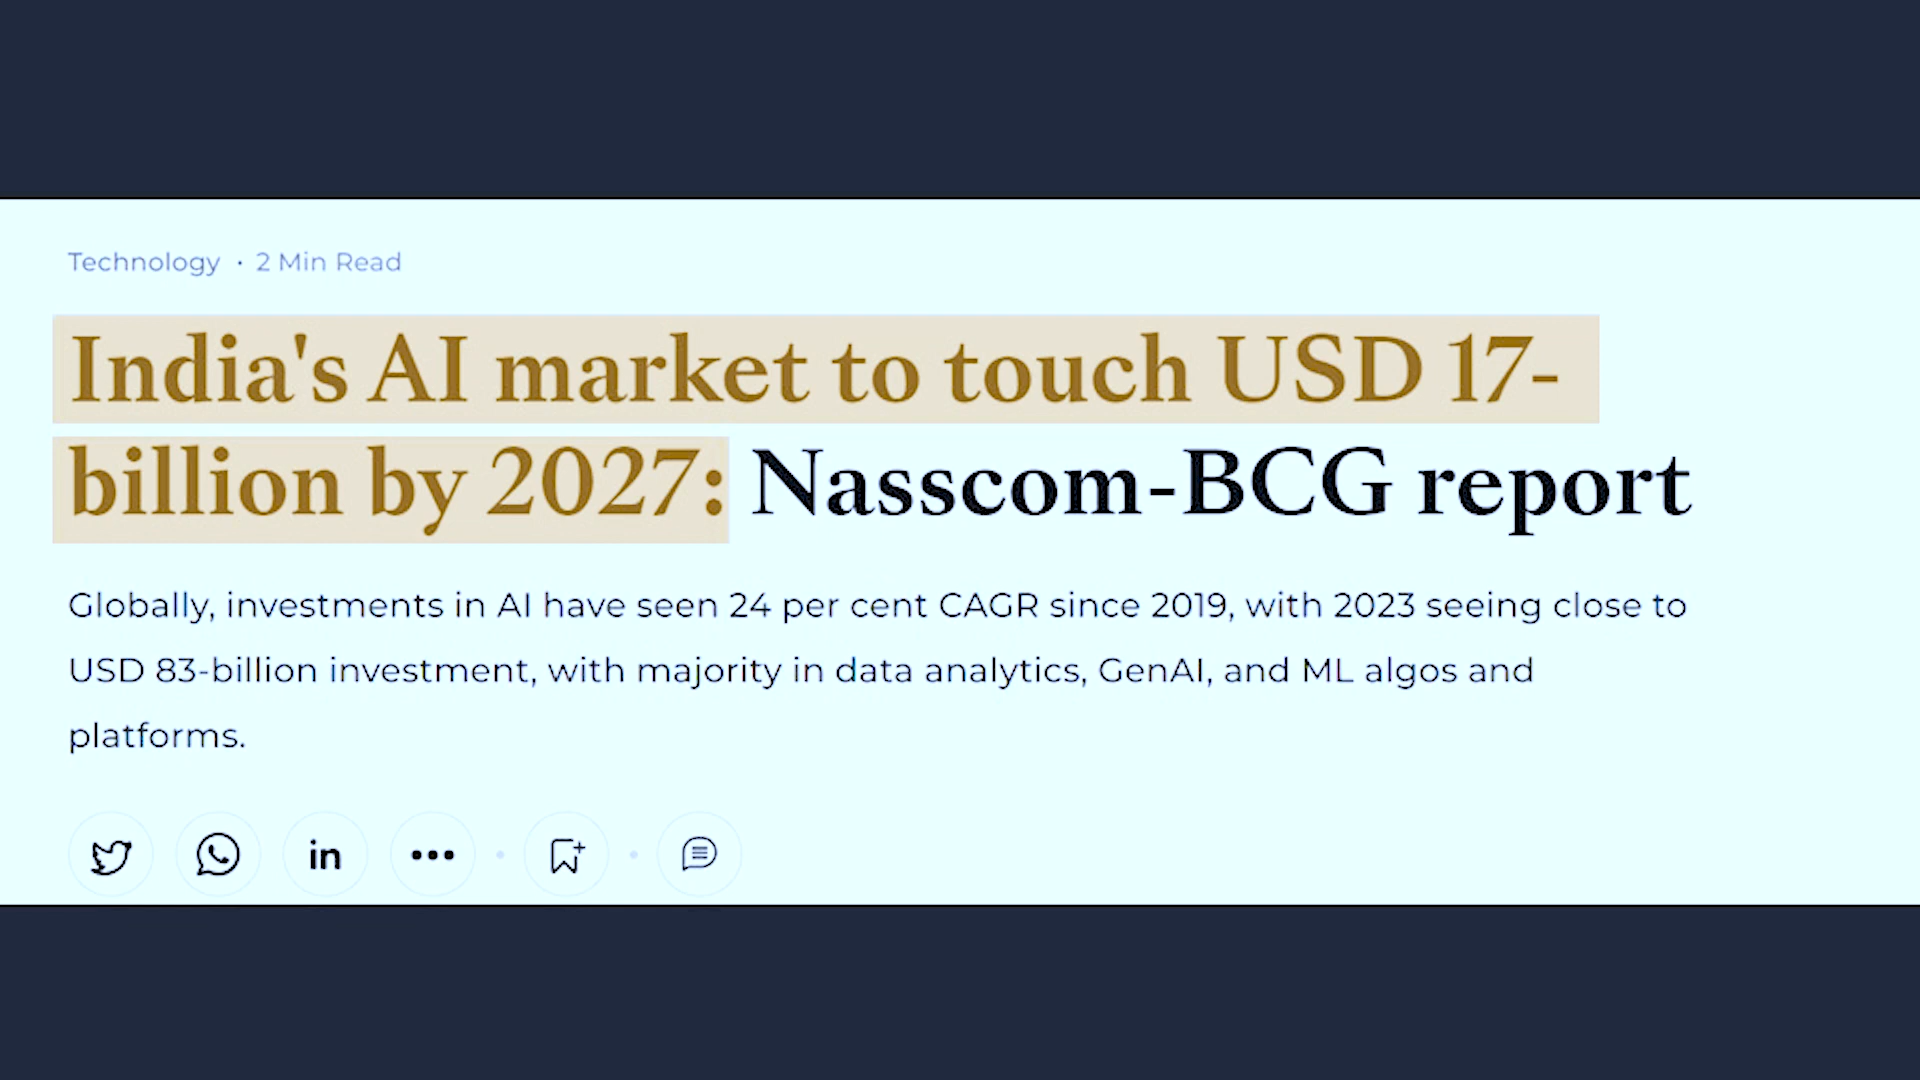 Technology · 2 Min Read
India's AI market to touch USD 17-
billion by 2027: Nasscom-BCG report
Globally, investments in AI have seen 24 per cent CAGR since 2019, with 2023 seeing close to
USD 83-billion investment, with majority in data analytics, GenAI, and ML algos and
platforms.
in